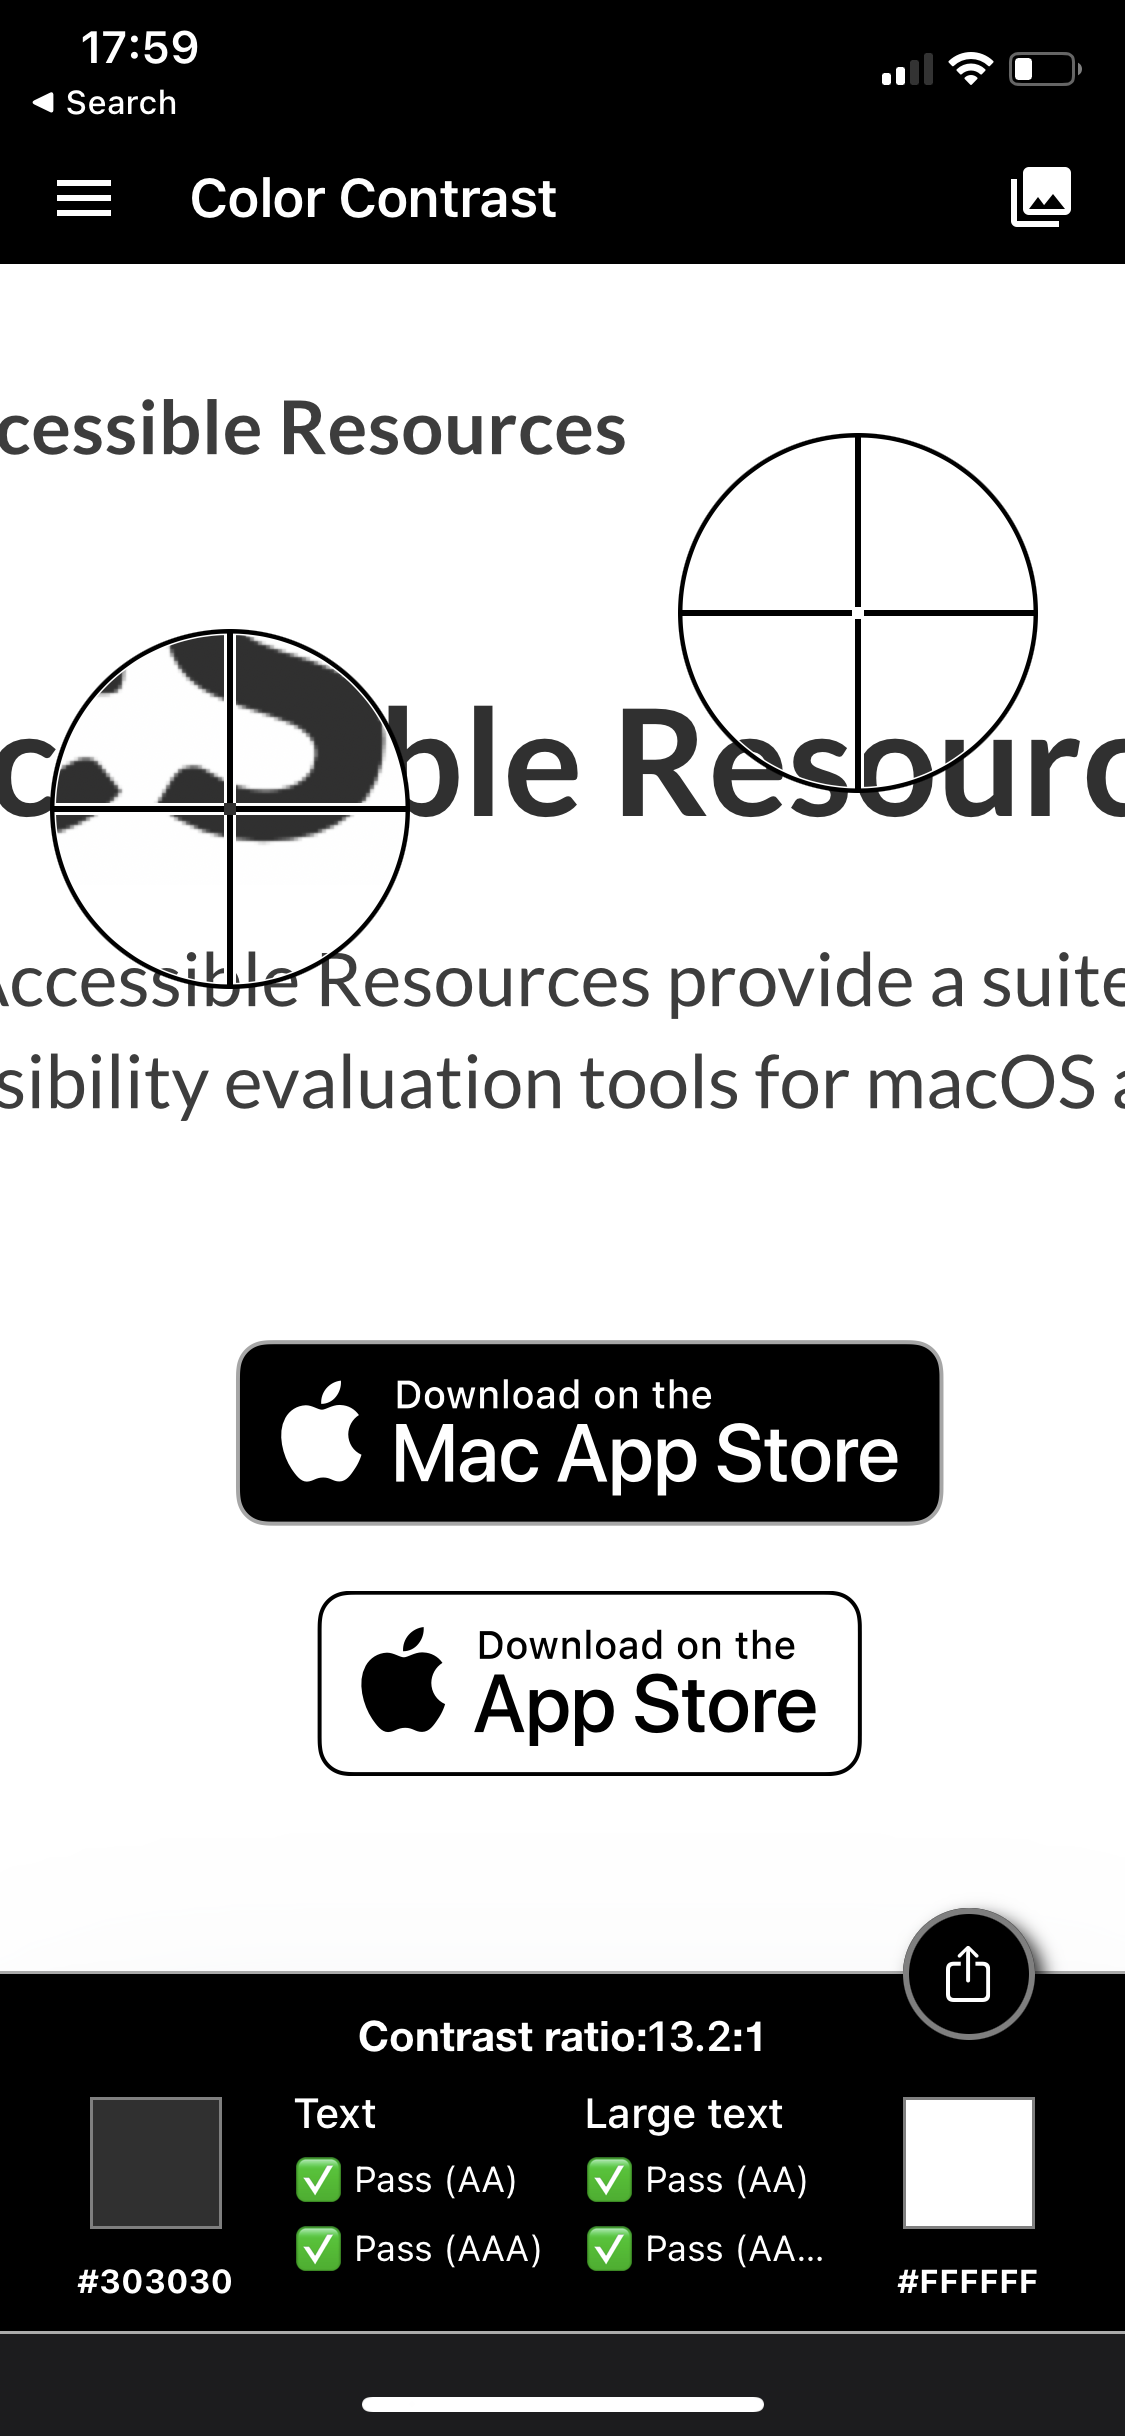 17:59
Search
Color Contrast
cessible Resources
ble Resourc
ccessible Resources provide a suite
sibility evaluation tools for macOS a
Download on the
Mac App Store
Download on the
App Store
Contrast ratio:13.2:1
Text Large text
Pass (AA) Pass (AA)
Pass (AAA) Pass (AA...
#303030 #FFFFFF